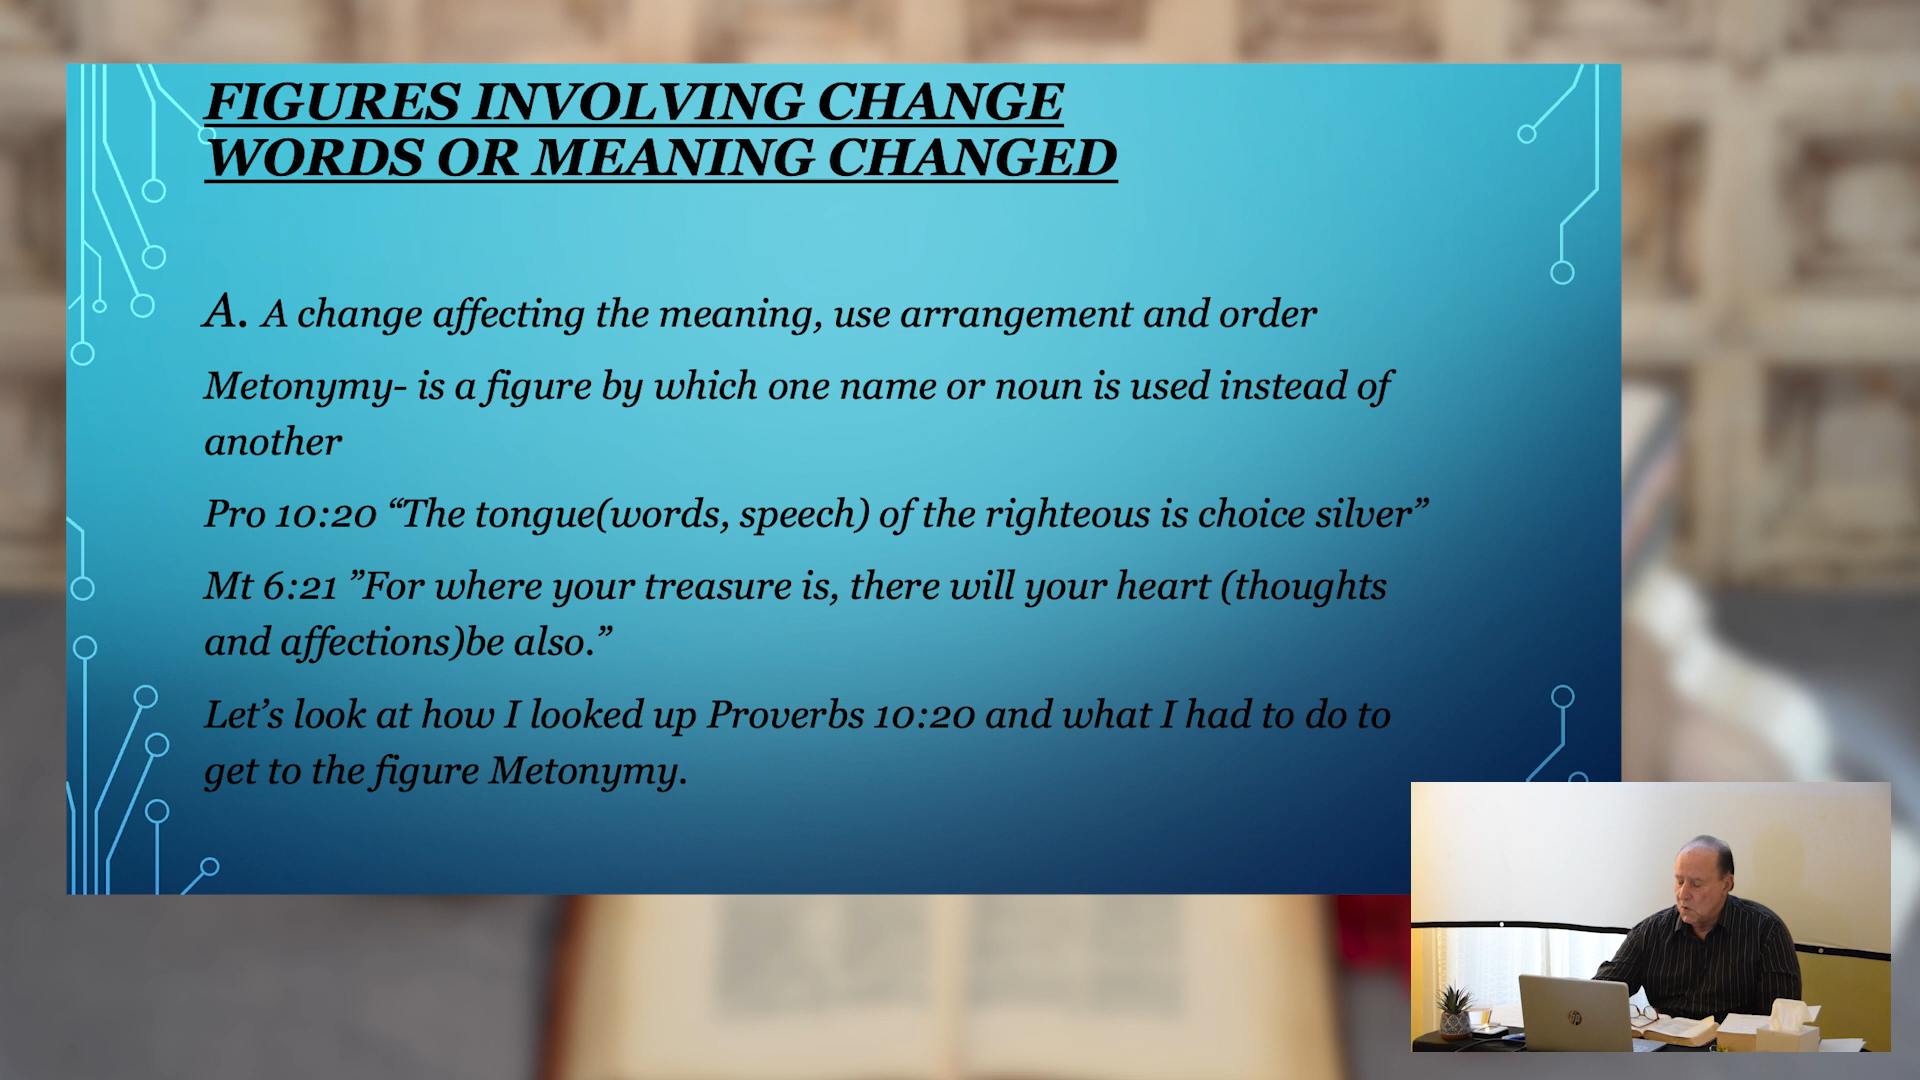 FIGURES INVOLVING CHANGE
WORDS OR MEANING CHANGED
A. A change affecting the meaning, use arrangement and order
Metonymy- is a figure by which one name or noun is used instead of
another
Pro 10:20 “The tongue(words, speech) of the righteous is choice silver”
Mt 6:21 ”For where your treasure is, there will your heart (thoughts
and affections)be also.”
Let’s look at how I looked up Proverbs 10:20 and what I had to do to
get to the figure Metonymy.
hp